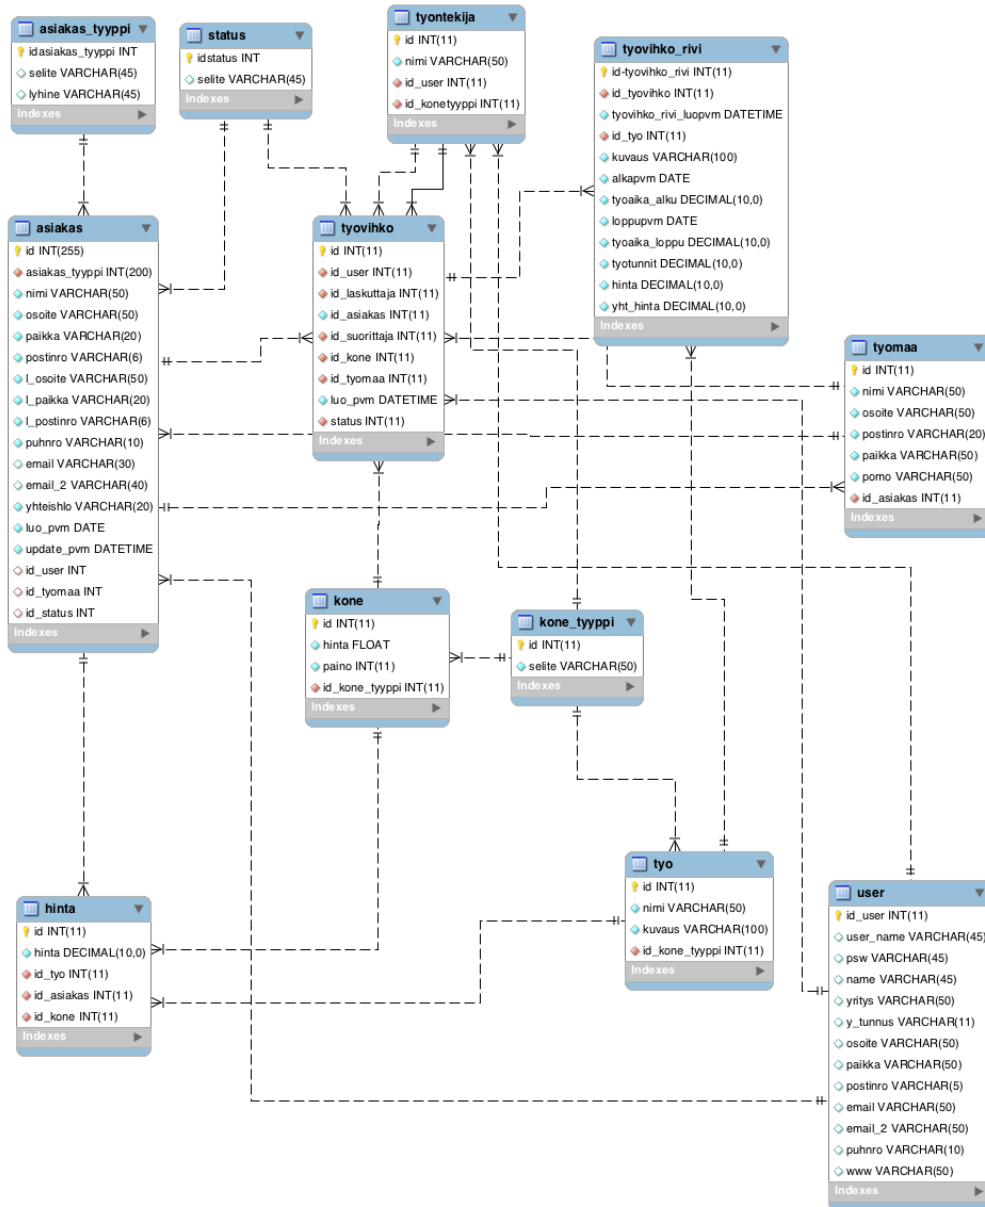 asiakas_tyyppi
idasiakas_tyyppi INT
selite VARCHAR(45)
lyhine VARCHAR(45)
Indexes
status
idstatus INT
selite VARCHAR(45)
Indexes
tyontekija
id INT(11)
nimi VARCHAR(50)
id_user INT(11)
id_konetyyppi INT(11)
Indexes
tyovihko_rivi
id-tyovihko_rivi INT(11)
id_tyovihko INT(11)
tyovihko_rivi_luopvm DATETIME
id_tyo INT(11)
kuvaus VARCHAR(100)
alkapvm DATE
tyoaika_alku DECIMAL(10,0)
loppupvm DATE
tyoaika_loppu DECIMAL(10,0)
tyotunnit DECIMAL(10,0)
hinta DECIMAL(10,0)
yht_hinta DECIMAL(10,0)
Indexes
asiakas
id INT(255)
asiakas_tyyppi INT(200)
nimi VARCHAR(50)
osoite VARCHAR(50)
paikka VARCHAR(20)
postinro VARCHAR(6)
l_osoite VARCHAR(50)
l_paikka VARCHAR(20)
l_postinro VARCHAR(6)
puhnro VARCHAR(10)
email VARCHAR(30)
email_2 VARCHAR(40)
yhteishlo VARCHAR(20)
luo_pvm DATE
update_pvm DATETIME
id_user INT
id_tyomaa INT
id_status INT
Indexes
tyovihko
id INT(11)
id_user INT(11)
id_laskuttaja INT(11)
id_asiakas INT(11)
id_suorittaja INT(11)
id_kone INT(11)
id_tyomaa INT(11)
luo_pvm DATETIME
status INT(11)
Indexes
tyomaa
id INT(11)
nimi VARCHAR(50)
osoite VARCHAR(50)
postinro VARCHAR(20)
paikka VARCHAR(50)
pomo VARCHAR(50)
id_asiakas INT(11)
Indexes
kone
id INT(11)
hinta FLOAT
paino INT(11)
id_kone_tyyppi INT(11)
Indexes
kone_tyyppi
id INT(11)
selite VARCHAR(50)
Indexes
tyo
id INT(11)
nimi VARCHAR(50)
kuvaus VARCHAR(100)
id_kone_tyyppi INT(11)
Indexes
hinta
id INT(11)
hinta DECIMAL(10,0)
id_tyo INT(11)
id_asiakas INT(11)
id_kone INT(11)
Indexes
user
id_user INT(11)
user_name VARCHAR(45)
psw VARCHAR(45)
name VARCHAR(45)
yritys VARCHAR(50)
y_tunnus VARCHAR(11)
osoite VARCHAR(50)
paikka VARCHAR(50)
postinro VARCHAR(5)
email VARCHAR(50)
email_2 VARCHAR(50)
puhnro VARCHAR(10)
www VARCHAR(50)
Indexes